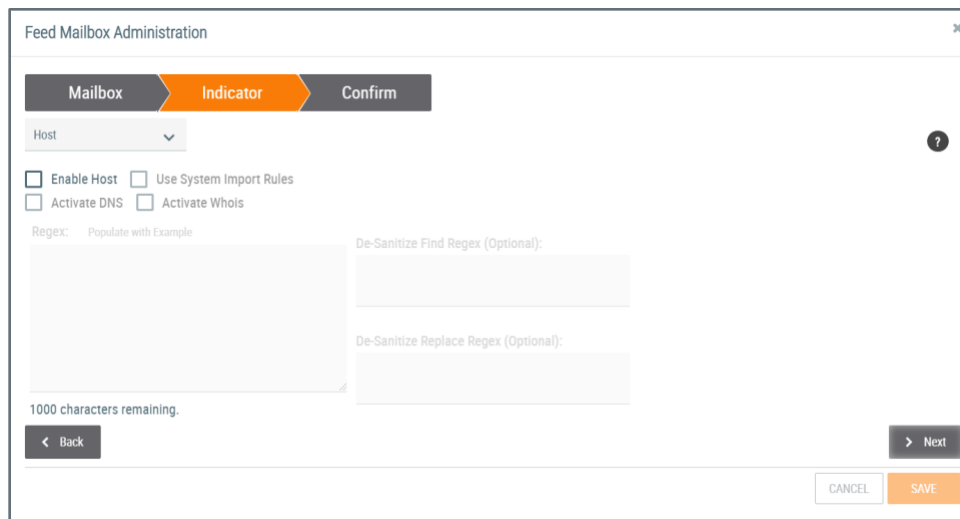 Feed Mailbox Administration
Mailbox Indicator Confirm
Host
?
Enable Host Use System Import Rules
Activate DNS Activate Whois
Regex: Populate with Example
De-Sanitize Find Regex (Optional):
De-Sanitize Replace Regex (Optional):
1000 characters remaining.
Back Next
CANCEL SAVE